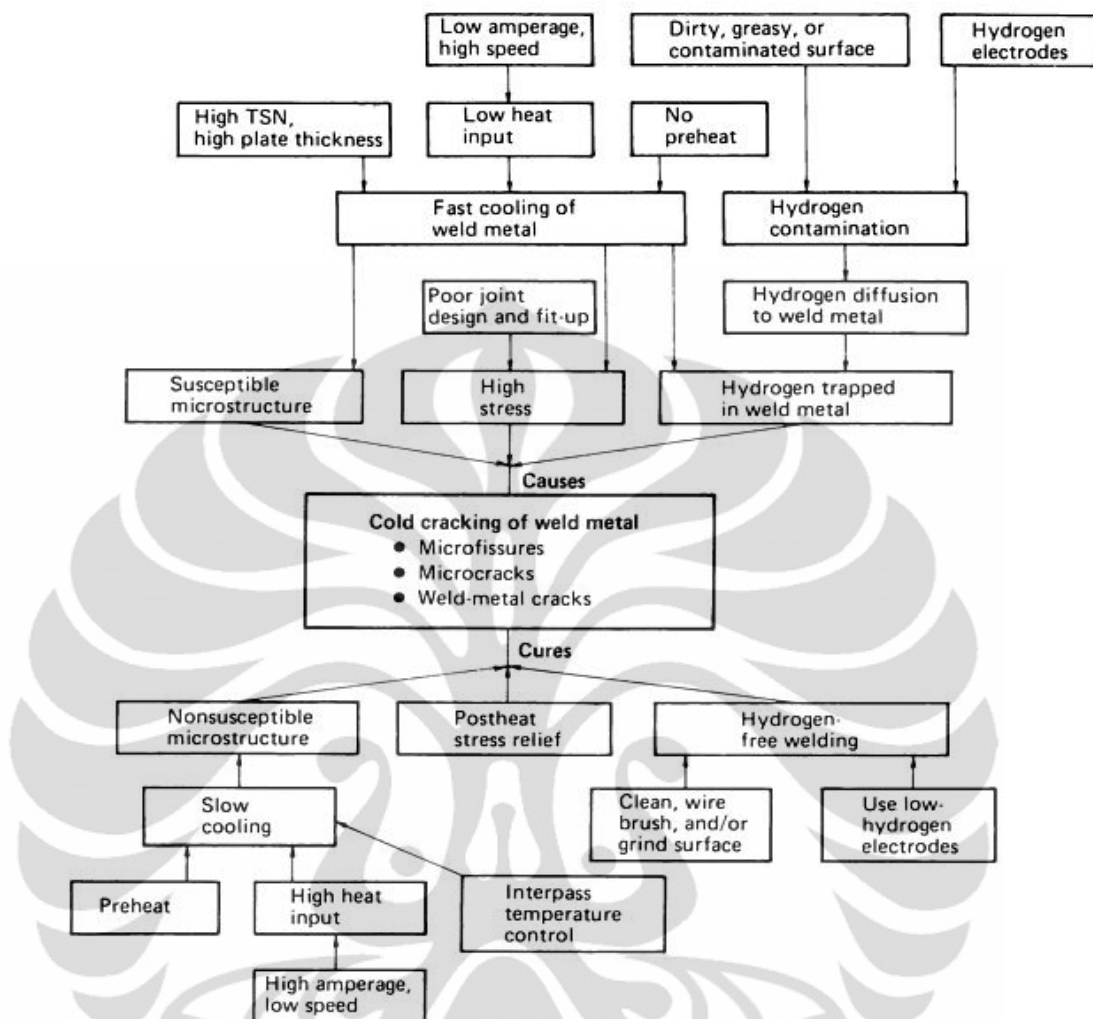 Low amperage,
high speed
Dirty, greasy, or
contaminated surface
Hydrogen
electrodes
High TSN,
high plate thickness
Low heat
input
No
preheat
Fast cooling of
weld metal
Hydrogen
contamination
Poor joint
design and fit-up
Hydrogen diffusion
to weld metal
Susceptible
microstructure
High
stress
Hydrogen trapped
in weld metal
Causes
Cold cracking of weld metal
● Microfissures
● Microcracks
● Weld-metal cracks
Cures
Nonsusceptible
microstructure
Postheat
stress relief
Hydrogen-
free welding
Slow
cooling
Clean, wire
brush, and/or
grind surface
Use low-
hydrogen
electrodes
Preheat
High heat
input
Interpass
temperature
control
High amperage,
low speed